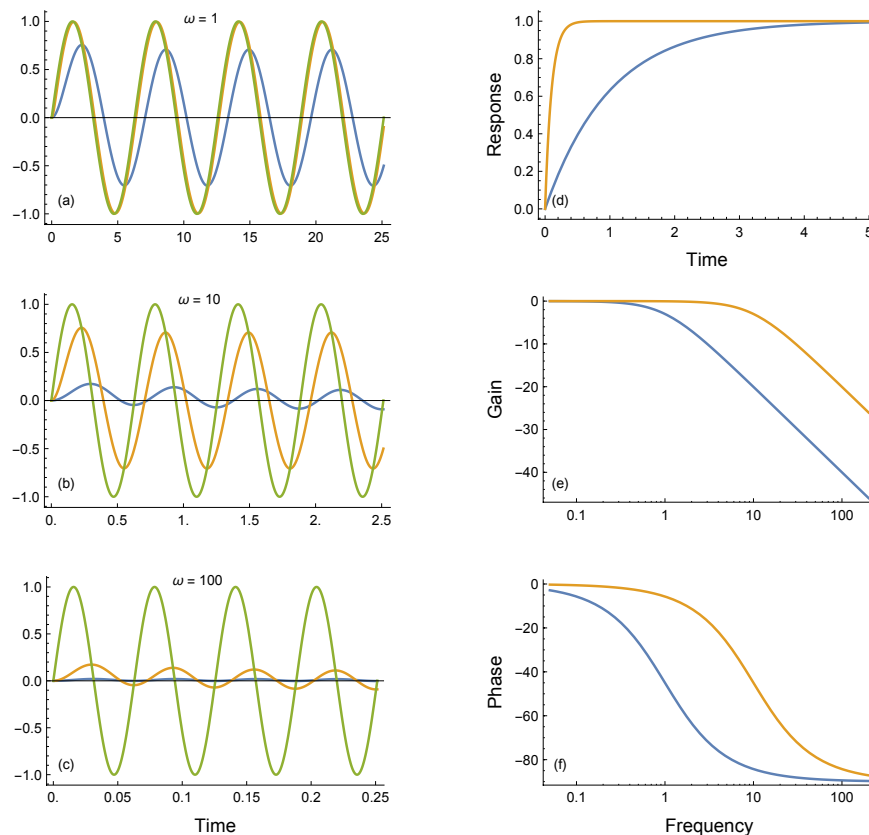 ω = 1
1.0
0.5
0.0
−0.5
−1.0
(a)
0 5 10 15 20 25
ω = 10
1.0
0.5
0.0
−0.5
−1.0
(b)
0. 0.5 1. 1.5 2. 2.5
ω = 100
1.0
0.5
0.0
−0.5
−1.0
(c)
0. 0.05 0.1 0.15 0.2 0.25
Time
Response
1.0
0.8
0.6
0.4
0.2
0.0
(d)
0 1 2 3 4 5
Time
Gain
0
−10
−20
−30
−40
(e)
0.1 1 10 100
Phase
0
−20
−40
−60
−80
(f)
0.1 1 10 100
Frequency